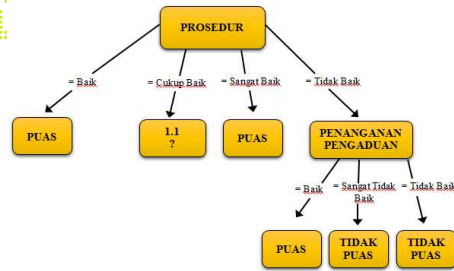 PROSEDUR
= Baik
= Cukup Baik
= Sangat Baik
= Tidak Baik
PUAS
1.1
?
PUAS
PENANGANAN
PENGADUAN
= Baik
= Sangat Tidak
Baik
= Tidak Baik
PUAS
TIDAK
PUAS
TIDAK
PUAS